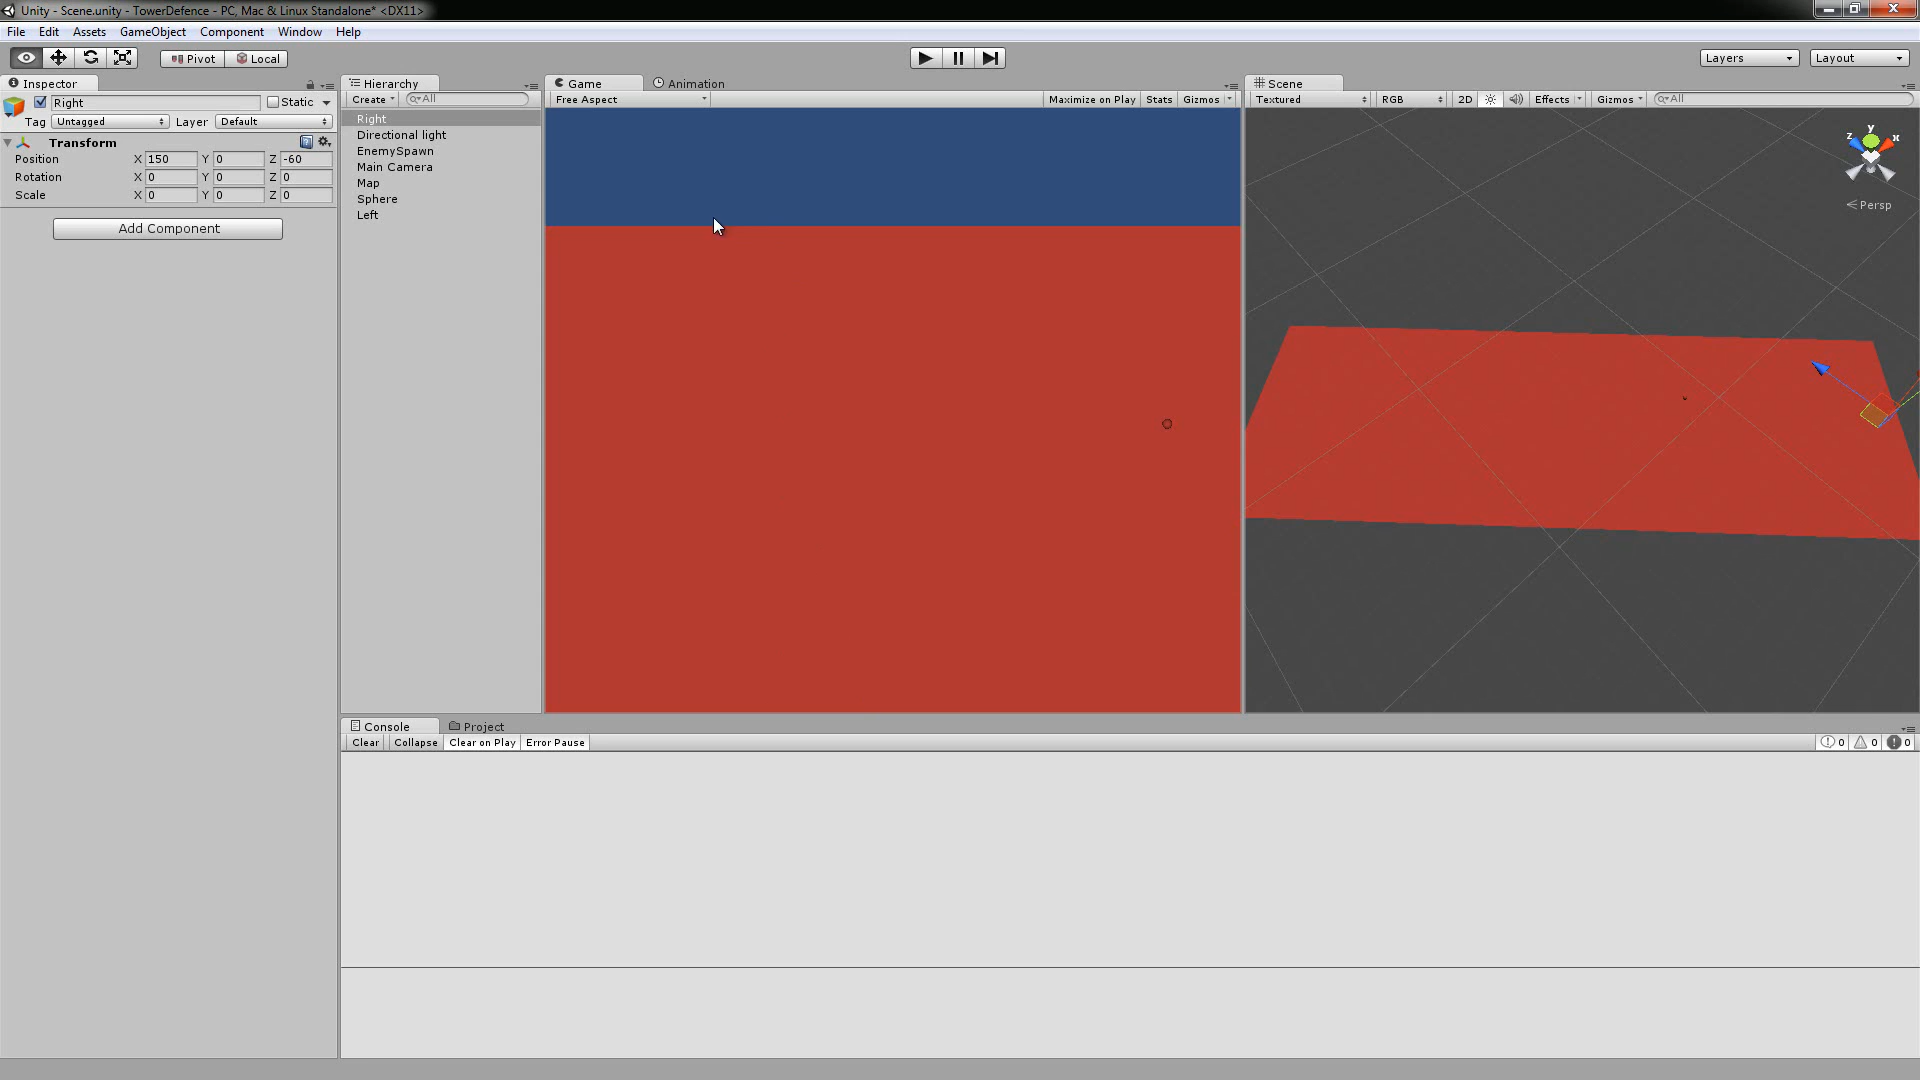 Unity - Scene.unity - TowerDefence - PC, Mac & Linux Standalone* <DX11>
File Edit Assets GameObject Component Window Help
Pivot Local Layers Layout
Inspector
Right Static
Tag Untagged Layer Default
Transform
Position X 150 Y 0 Z -60
Rotation X 0 Y 0 Z 0
Scale X 0 Y 0 Z 0
Add Component
Hierarchy
Create All
Right
Directional light
EnemySpawn
Main Camera
Map
Sphere
Left
Game Animation
Free Aspect Maximize on Play Stats Gizmos
Scene
Textured RGB 2D Effects Gizmos All
y
z x
Persp
Console Project
Clear Collapse Clear on Play Error Pause 0 0 0